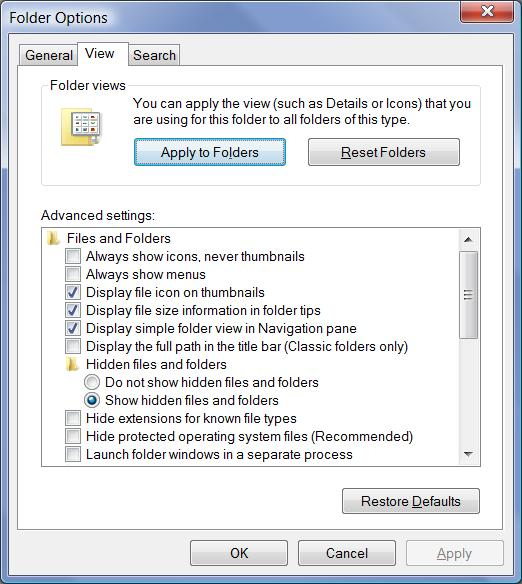 Folder Options
General
View
Search
Folder views
You can apply the view (such as Details or Icons) that you
are using for this folder to all folders of this type.
Apply to Folders
Reset Folders
Advanced settings:
Files and Folders
Always show icons, never thumbnails
Always show menus
Display file icon on thumbnails
Display file size information in folder tips
Display simple folder view in Navigation pane
Display the full path in the title bar (Classic folders only)
Hidden files and folders
Do not show hidden files and folders
Show hidden files and folders
Hide extensions for known file types
Hide protected operating system files (Recommended)
Launch folder windows in a separate process
Restore Defaults
OK
Cancel
Apply